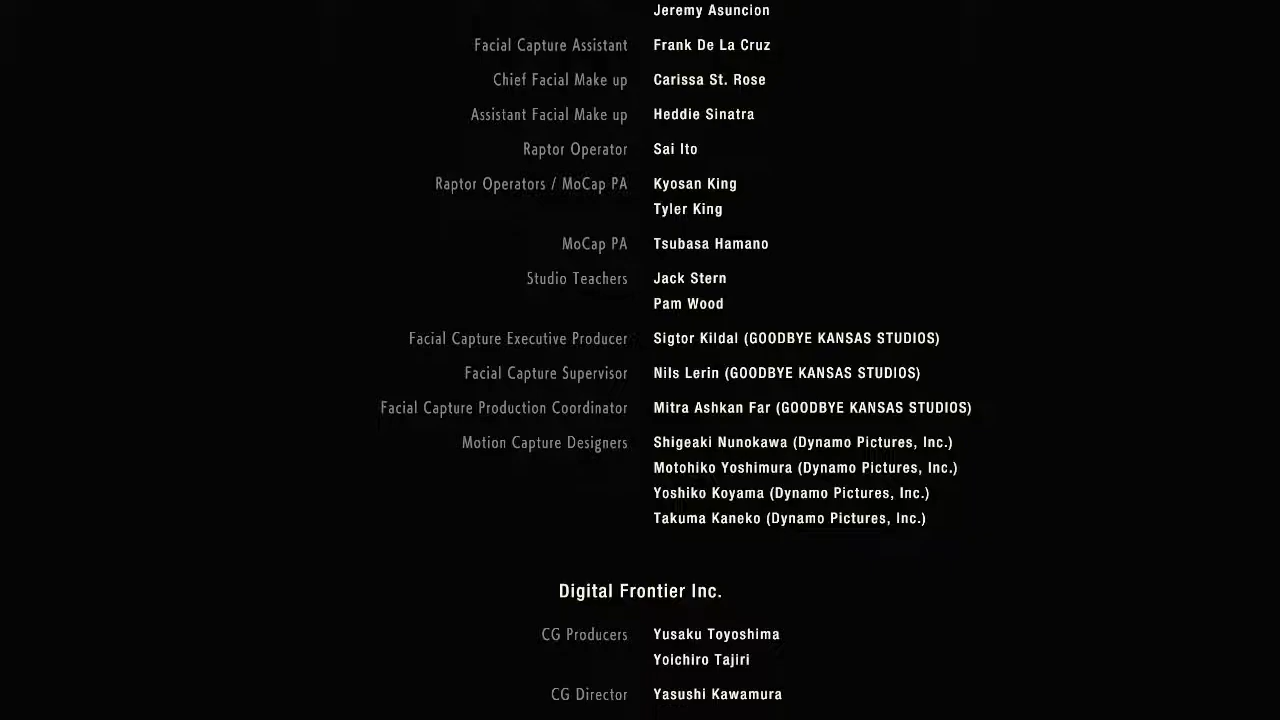 Jeremy Asuncion
Facial Capture Assistant Frank De La Cruz
Chief Facial Make up Carissa St. Rose
Assistant Facial Make up Heddie Sinatra
Raptor Operator Sai Ito
Raptor Operators / MoCap PA Kyosan King
Tyler King
MoCap PA Tsubasa Hamano
Studio Teachers Jack Stern
Pam Wood
Facial Capture Executive Producer Sigtor Kildal (GOODBYE KANSAS STUDIOS)
Facial Capture Supervisor Nils Lerin (GOODBYE KANSAS STUDIOS)
Facial Capture Production Coordinator Mitra Ashkan Far (GOODBYE KANSAS STUDIOS)
Motion Capture Designers Shigeaki Nunokawa (Dynamo Pictures, Inc.)
Motohiko Yoshimura (Dynamo Pictures, Inc.)
Yoshiko Koyama (Dynamo Pictures, Inc.)
Takuma Kaneko (Dynamo Pictures, Inc.)
Digital Frontier Inc.
CG Producers Yusaku Toyoshima
Yoichiro Tajiri
CG Director Yasushi Kawamura